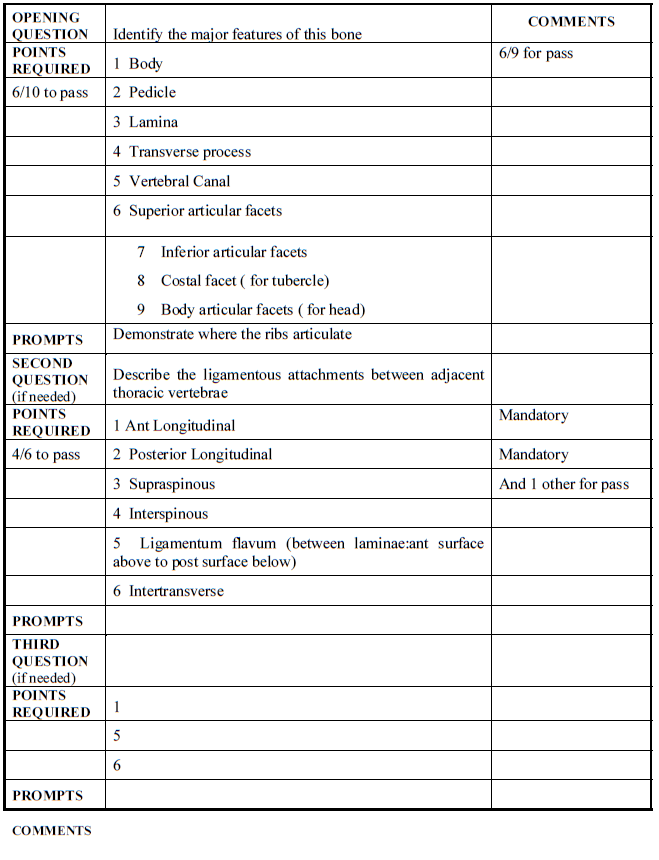 OPENING QUESTION Identify the major features of this bone COMMENTS
POINTS REQUIRED 1 Body 6/9 for pass
6/10 to pass 2 Pedicle
3 Lamina
4 Transverse process
5 Vertebral Canal
6 Superior articular facets
7 Inferior articular facets
8 Costal facet ( for tubercle)
9 Body articular facets ( for head)
PROMPTS Demonstrate where the ribs articulate
SECOND
QUESTION
(if needed)
Describe the ligamentous attachments between adjacent
thoracic vertebrae
POINTS REQUIRED 1 Ant Longitudinal Mandatory
4/6 to pass 2 Posterior Longitudinal Mandatory
3 Supraspinous And 1 other for pass
4 Interspinous
5 Ligamentum flavum (between laminae:ant surface
above to post surface below)
6 Intertransverse
PROMPTS
THIRD
QUESTION
(if needed)
POINTS REQUIRED 1
5
6
PROMPTS
COMMENTS